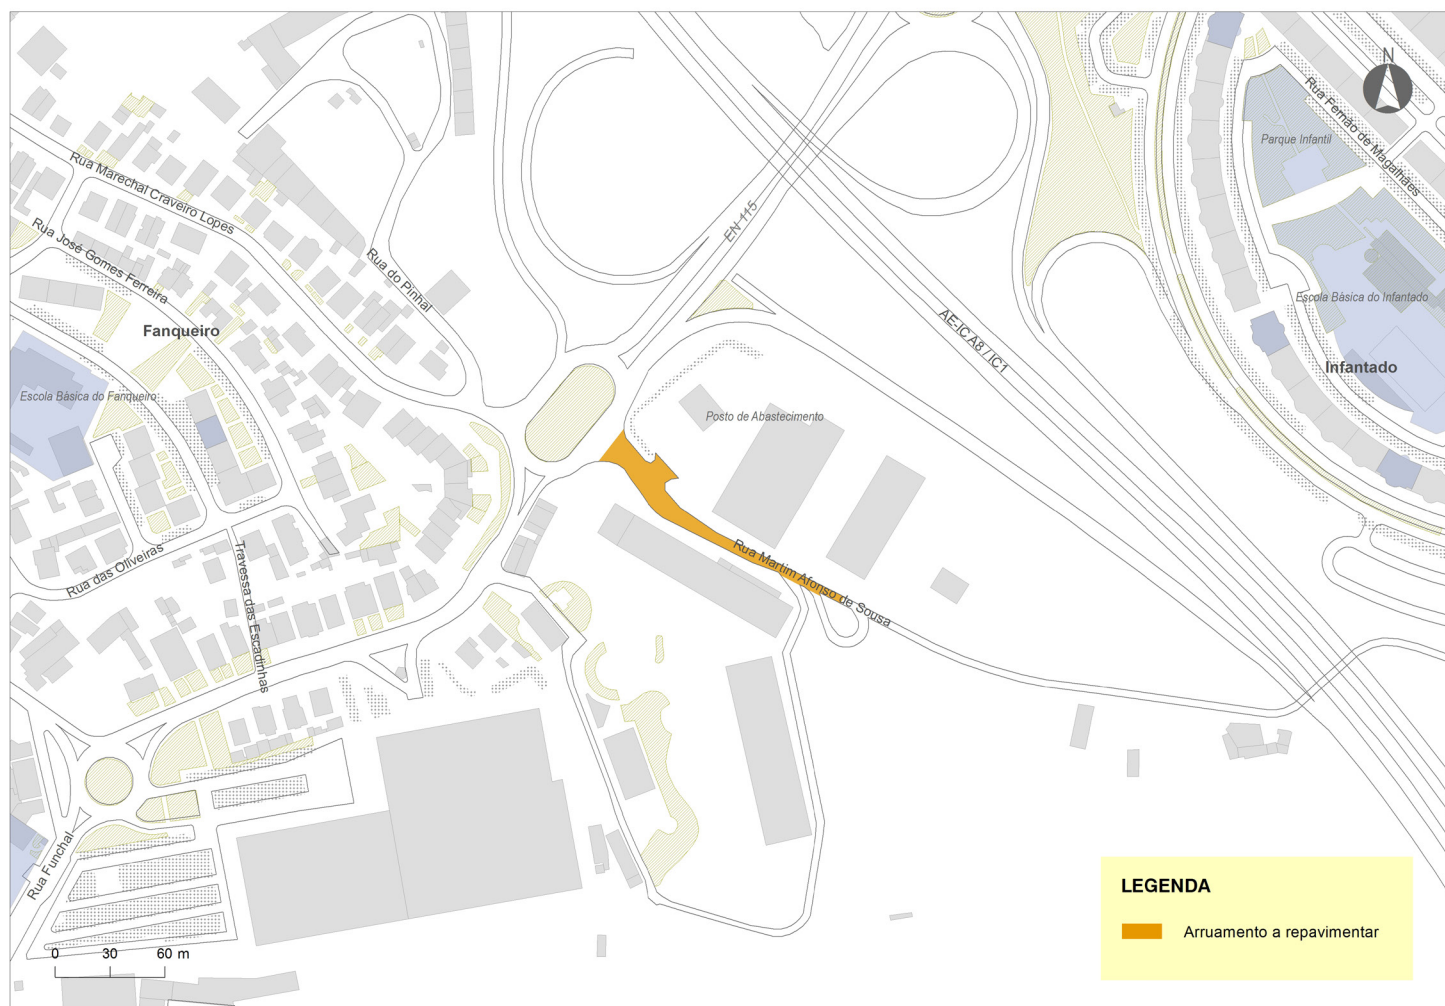 N
Rua Fernão de Magalhães
Parque Infantil
Rua Marechal Craveiro Lopes
Rua José Gomes Ferreira
Rua do Pinhal
EN 115
Fanqueiro
Escola Básica do Infantado
AE-IC A8 / IC1
Infantado
Escola Básica do Fanqueiro
Posto de Abastecimento
Rua Martim Afonso de Sousa
Rua das Oliveiras
Travessa das Escadinhas
Rua Funchal
LEGENDA
Arruamento a repavimentar
0 30 60 m